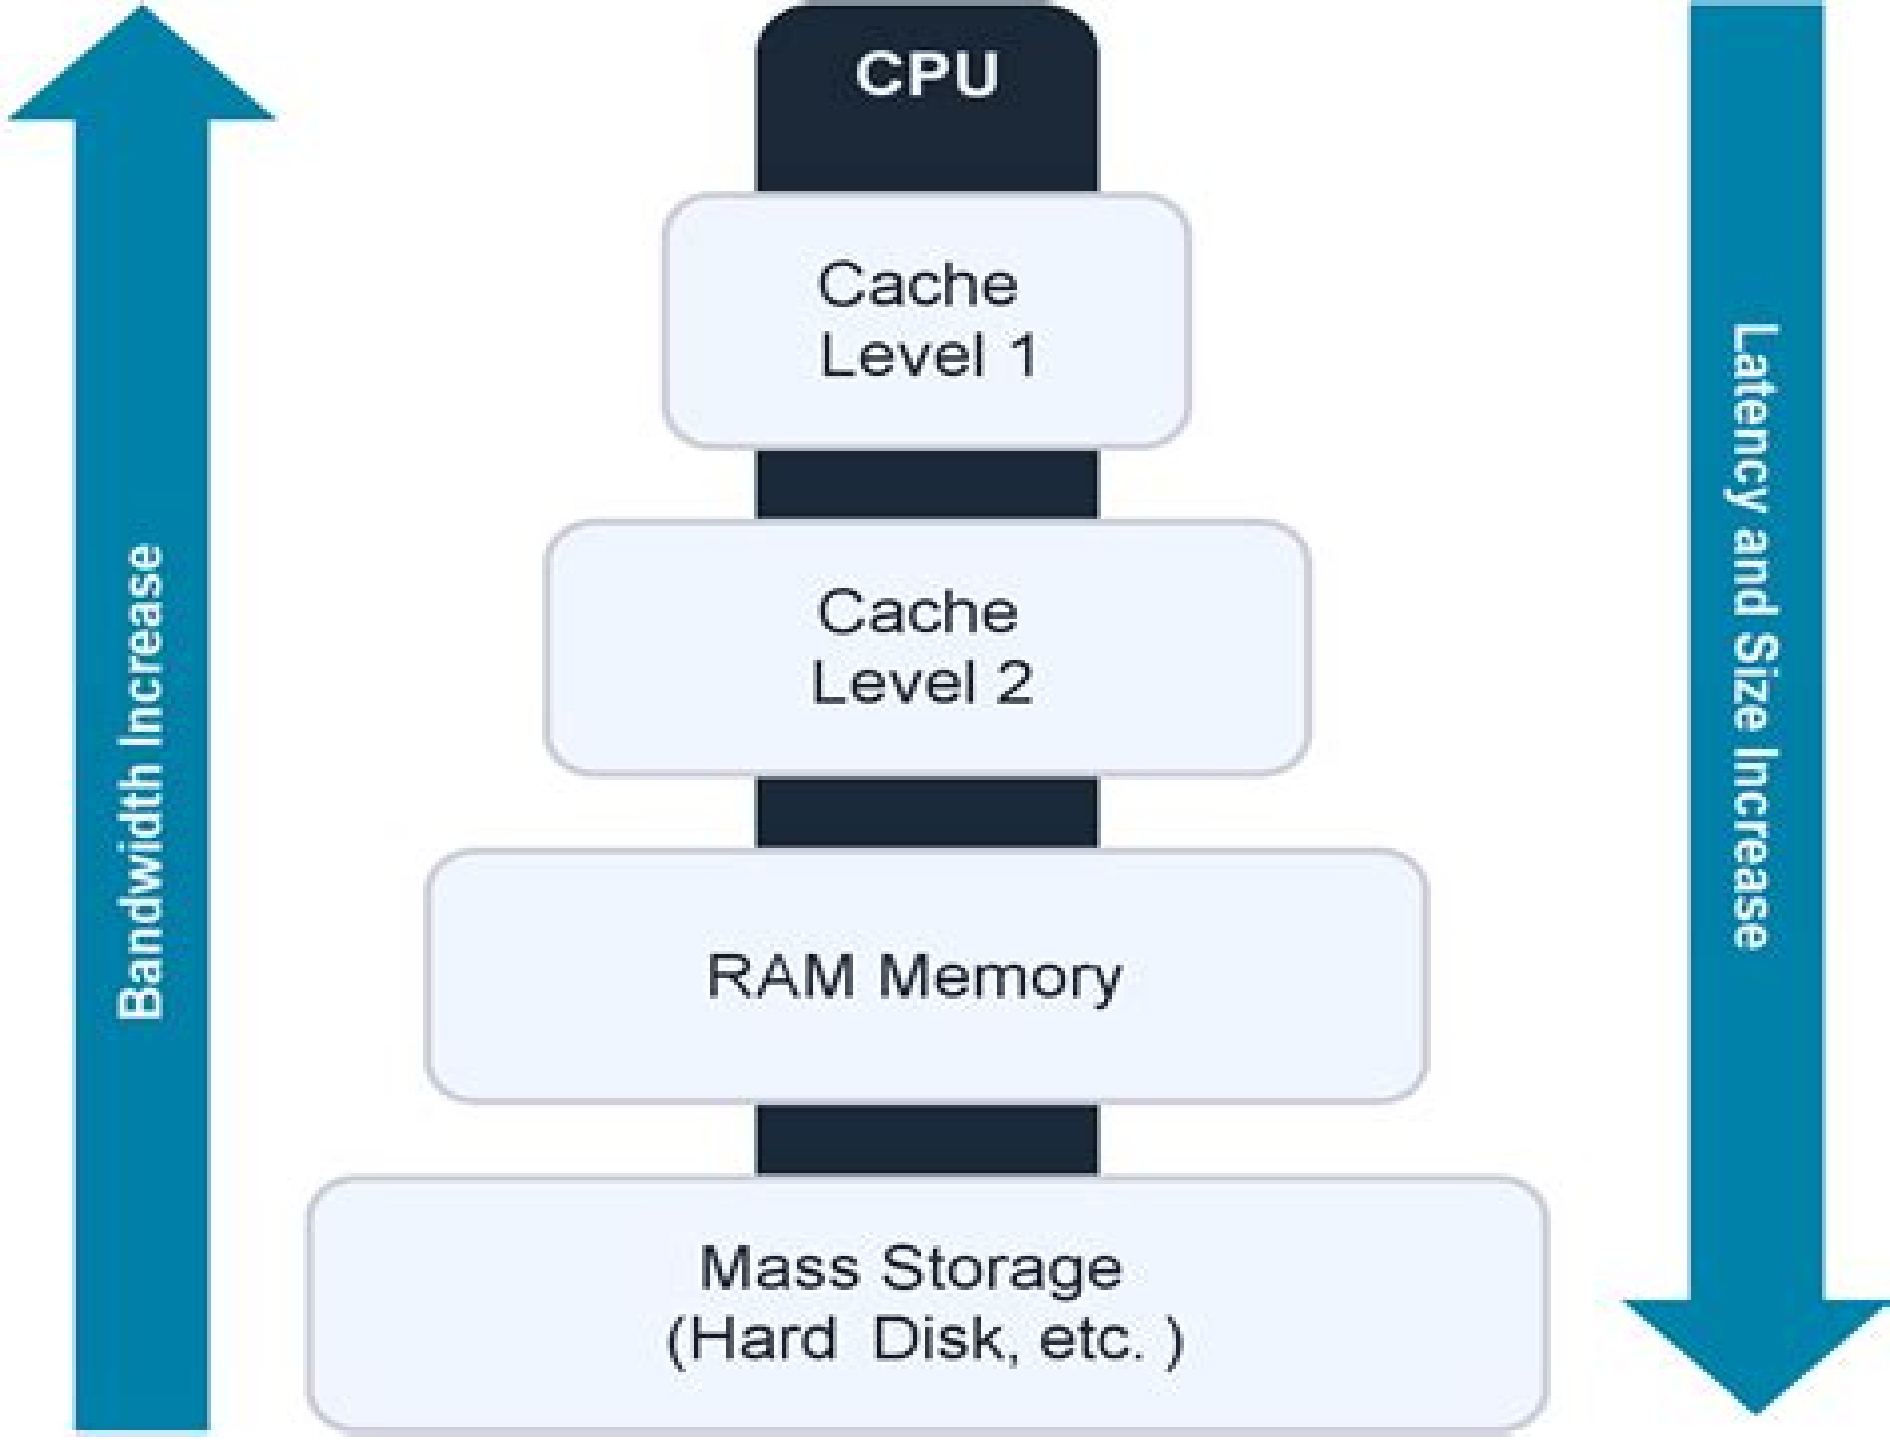 CPU
Cache
Level 1
Cache
Level 2
RAM Memory
Mass Storage
(Hard Disk, etc. )
Bandwidth Increase
Latency and Size Increase